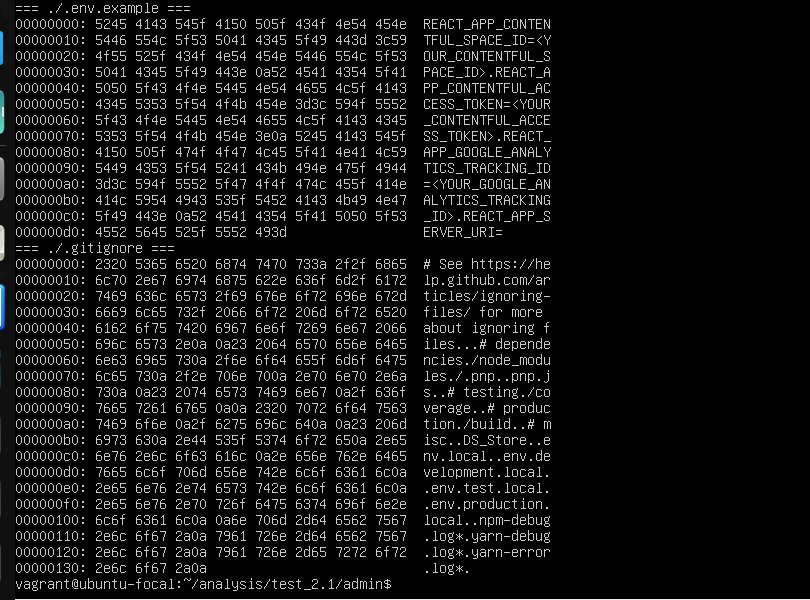 === ./.env.example ===
00000000: 5245 4143 545f 4150 505f 434f 4e54 454e  REACT_APP_CONTEN
00000010: 5446 554c 5f53 5041 4345 5f49 443d 3c59  TFUL_SPACE_ID=<Y
00000020: 4f55 525f 434f 4e54 454e 5446 554c 5f53  OUR_CONTENTFUL_S
00000030: 5041 4345 5f49 443e 0a52 4541 4354 5f41  PACE_ID>.REACT_A
00000040: 5050 5f43 4f4e 5445 4e54 4655 4c5f 4143  PP_CONTENTFUL_AC
00000050: 4345 5353 5f54 4f4b 454e 3d3c 594f 5552  CESS_TOKEN=<YOUR
00000060: 5f43 4f4e 5445 4e54 4655 4c5f 4143 4345  _CONTENTFUL_ACCE
00000070: 5353 5f54 4f4b 454e 3e0a 5245 4143 545f  SS_TOKEN>.REACT_
00000080: 4150 505f 474f 4f47 4c45 5f41 4e41 4c59  APP_GOOGLE_ANALY
00000090: 5449 4353 5f54 5241 434b 494e 475f 4944  TICS_TRACKING_ID
000000a0: 3d3c 594f 5552 5f47 4f4f 474c 455f 414e  =<YOUR_GOOGLE_AN
000000b0: 414c 5954 4943 535f 5452 4143 4b49 4e47  ALYTICS_TRACKING
000000c0: 5f49 443e 0a52 4541 4354 5f41 5050 5f53  _ID>.REACT_APP_S
000000d0: 4552 5645 525f 5552 493d                 ERVER_URI=
=== ./.gitignore ===
00000000: 2320 5365 6520 6874 7470 733a 2f2f 6865  # See https://he
00000010: 6c70 2e67 6974 6875 622e 636f 6d2f 6172  lp.github.com/ar
00000020: 7469 636c 6573 2f69 676e 6f72 696e 672d  ticles/ignoring-
00000030: 6669 6c65 732f 2066 6f72 206d 6f72 6520  files/ for more
00000040: 6162 6f75 7420 6967 6e6f 7269 6e67 2066  about ignoring f
00000050: 696c 6573 2e0a 0a23 2064 6570 656e 6465  iles...# depende
00000060: 6e63 6965 730a 2f6e 6f64 655f 6d6f 6475  ncies./node_modu
00000070: 6c65 730a 2f2e 706e 700a 2e70 6e70 2e6a  les./.pnp..pnp.j
00000080: 730a 0a23 2074 6573 7469 6e67 0a2f 636f  s..# testing./co
00000090: 7665 7261 6765 0a0a 2320 7072 6f64 7563  verage..# produc
000000a0: 7469 6f6e 0a2f 6275 696c 640a 0a23 206d  tion./build..# m
000000b0: 6973 630a 2e44 535f 5374 6f72 650a 2e65  isc..DS_Store..e
000000c0: 6e76 2e6c 6f63 616c 0a2e 656e 762e 6465  nv.local..env.de
000000d0: 7665 6c6f 706d 656e 742e 6c6f 6361 6c0a  velopment.local.
000000e0: 2e65 6e76 2e74 6573 742e 6c6f 6361 6c0a  .env.test.local.
000000f0: 2e65 6e76 2e70 726f 6475 6374 696f 6e2e  .env.production.
00000100: 6c6f 6361 6c0a 0a6e 706d 2d64 6562 7567  local..npm-debug
00000110: 2e6c 6f67 2a0a 7961 726e 2d64 6562 7567  .log*.yarn-debug
00000120: 2e6c 6f67 2a0a 7961 726e 2d65 7272 6f72  .log*.yarn-error
00000130: 2e6c 6f67 2a0a                           .log*.
vagrant@ubuntu-focal:~/analysis/test_2.1/admin$